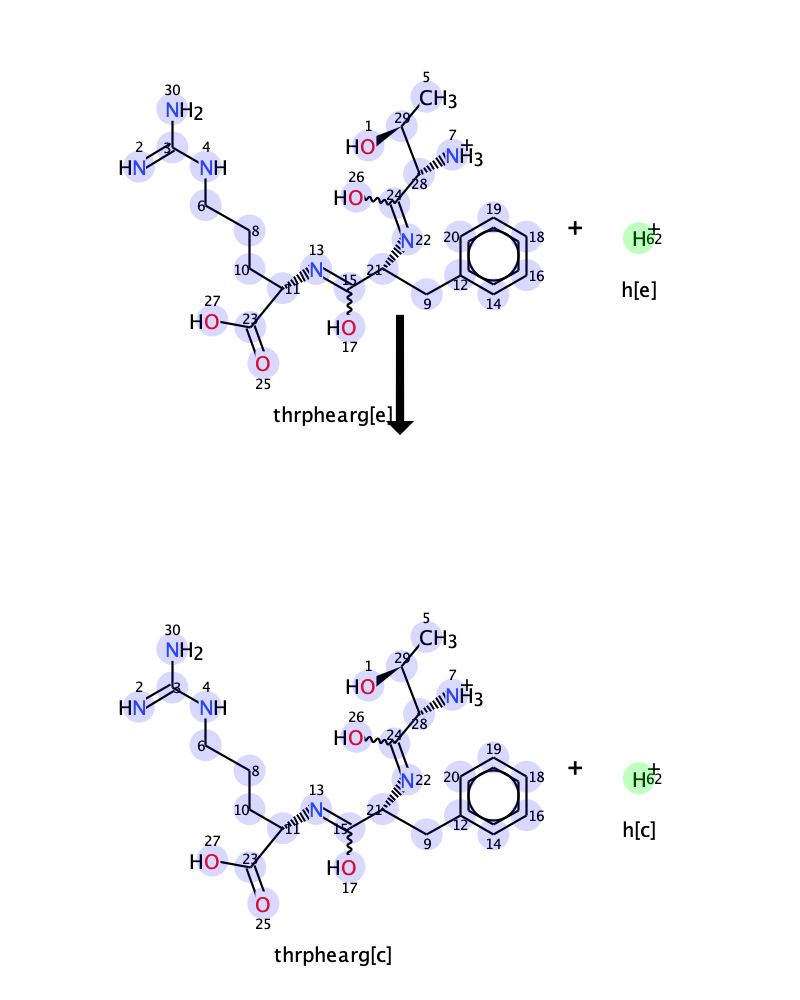 5
CH3
30
NH2
29
1
HO
7
NH3
+
2
HN
3
4
NH
28
26
HO
24
6
19
20
18
22
N
+
H
+
62
8
13
N
21
10
11
15
12
16
h[e]
9
14
27
HO
23
HO
17
O
25
thrphearg[e]
5
CH3
30
NH2
29
1
HO
7
NH3
+
2
HN
3
4
NH
28
26
HO
24
6
19
20
18
N
22
+
H
+
62
8
13
N
21
10
11
15
12
16
h[c]
9
14
27
HO
23
HO
17
O
25
thrphearg[c]